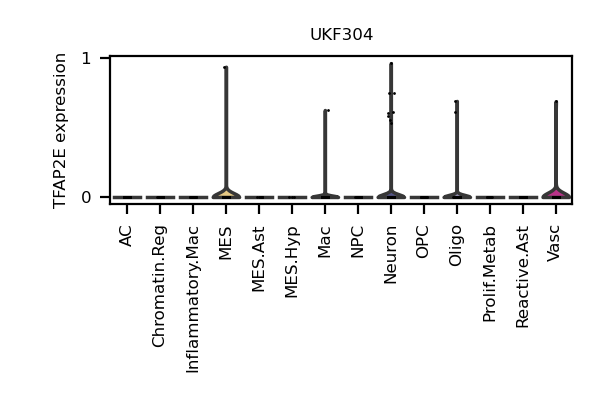 UKF304
TFAP2E expression
1
0
AC
Chromatin.Reg
Inflammatory.Mac
MES
MES.Ast
MES.Hyp
Mac
NPC
Neuron
OPC
Oligo
Prolif.Metab
Reactive.Ast
Vasc